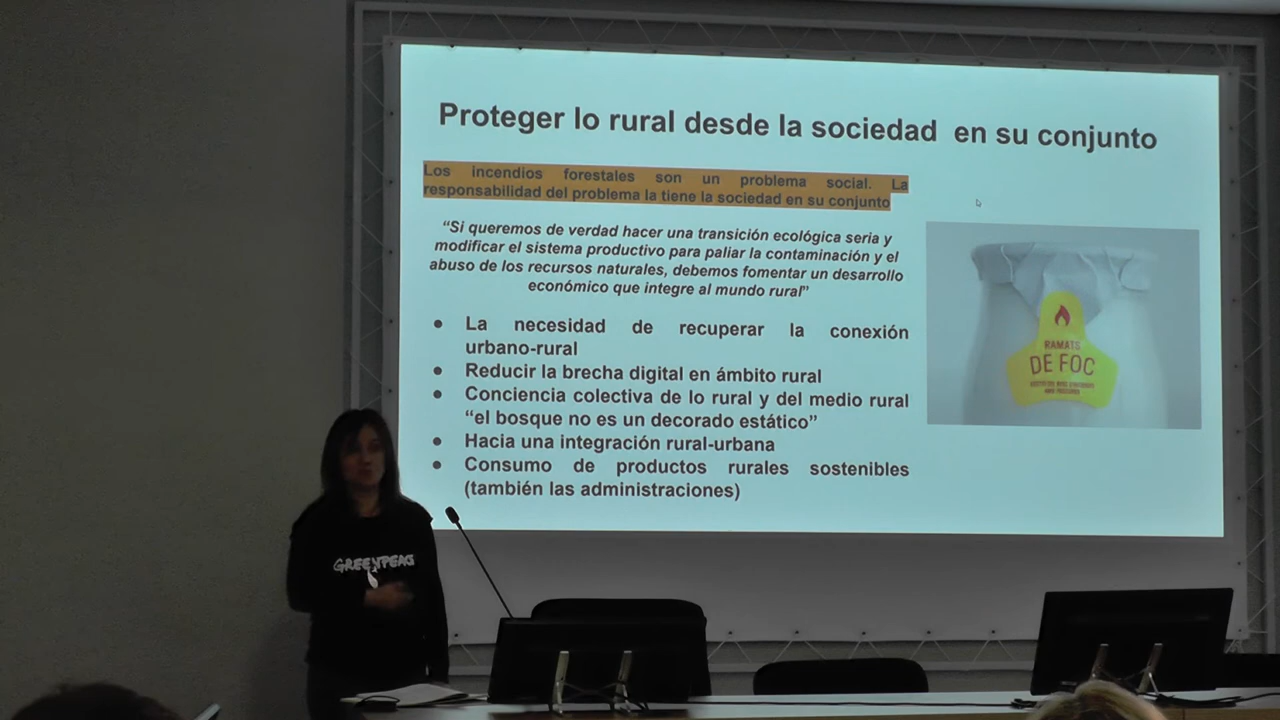 Proteger lo rural desde la sociedad en su conjunto
Los incendios forestales son un problema social. La
responsabilidad del problema la tiene la sociedad en su conjunto
“Si queremos de verdad hacer una transición ecológica seria y
modificar el sistema productivo para paliar la contaminación y el
abuso de los recursos naturales, debemos fomentar un desarrollo
económico que integre al mundo rural”
● La necesidad de recuperar la conexión
urbano-rural
● Reducir la brecha digital en ámbito rural
● Conciencia colectiva de lo rural y del medio rural
“el bosque no es un decorado estático”
● Hacia una integración rural-urbana
● Consumo de productos rurales sostenibles
(también las administraciones)
RAMATS
DE FOC
GREENPEACE